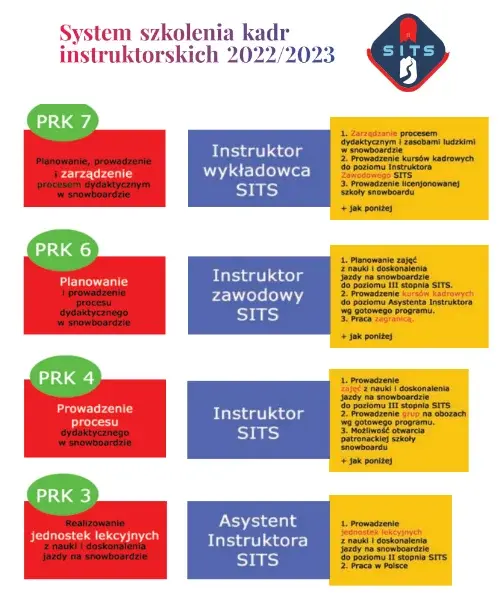 System szkolenia kadr
instruktorskich 2022/2023
SITS
PRK 7
Planowanie, prowadzenie
i zarządzenie
procesem dydaktycznym
w snowboardzie
Instruktor
wykładowca
SITS
1. Zarządzanie procesem
dydaktycznym i zasobami ludzkimi
w snowboardzie
2. Prowadzenie kursów kadrowych
do poziomu Instruktora
Zawodowego SITS
3. Prowadzenie licenjonowanej
szkoły snowboardu
+ jak poniżej
PRK 6
Planowanie
i prowadzenie
procesu
dydaktycznego
w snowboardzie
Instruktor
zawodowy
SITS
1. Planowanie zajęć
z nauki i doskonalenia
jazdy na snowboardzie
do poziomu III stopnia SITS.
2. Prowadzenie kursów kadrowych
do poziomu Asystenta Instruktora
wg gotowego programu.
3. Praca zagranicą.
+ jak poniżej
PRK 4
Prowadzenie
procesu
dydaktycznego
w snowboardzie
Instruktor
SITS
1. Prowadzenie
zajęć z nauki i doskonalenia
jazdy na snowboardzie
do poziomu III stopnia SITS
2. Prowadzenie grup na obozach
wg gotowego programu.
3. Możliwość otwarcia
patronackiej szkoły
snowboardu
+ jak poniżej
PRK 3
Realizowanie
jednostek lekcyjnych
z nauki i doskonalenia
jazdy na snowboardzie
Asystent
Instruktora
SITS
1. Prowadzenie
jednostek lekcyjnych
z nauki i doskonalenia
jazdy na snowboardzie
do poziomu II stopnia SITS
2. Praca w Polsce